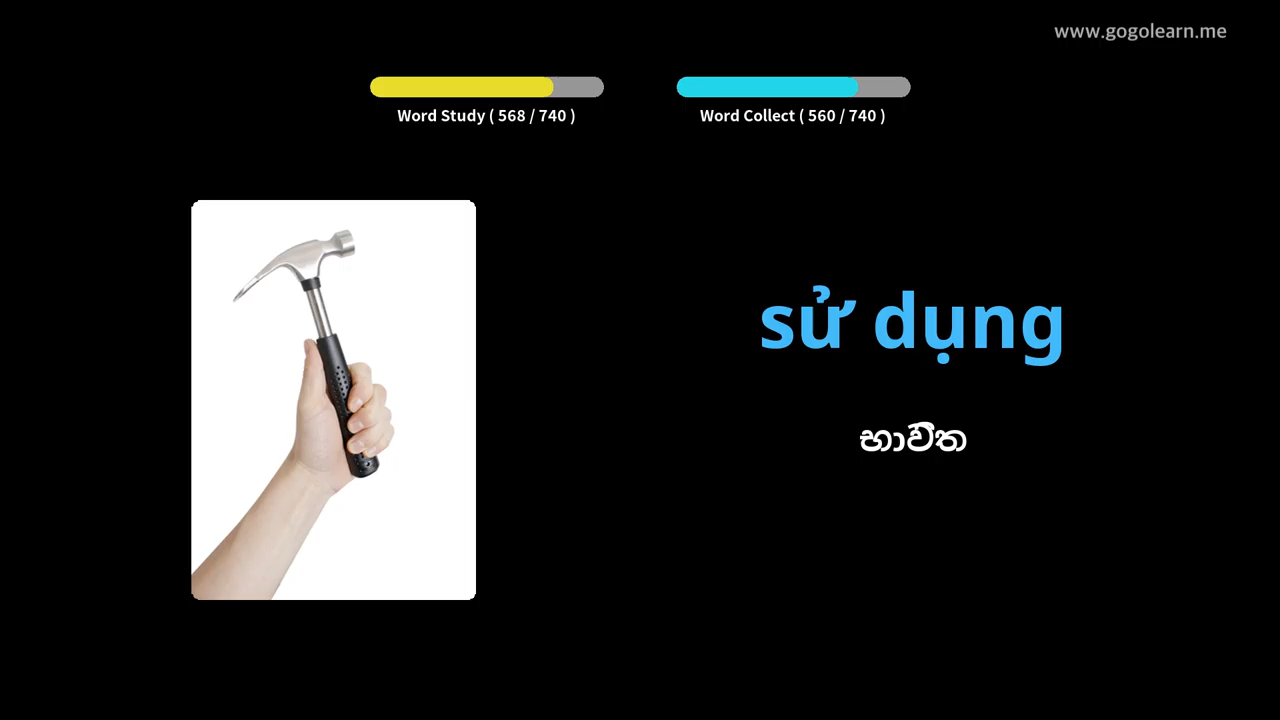 www.gogolearn.me
Word Study ( 568 / 740 )
Word Collect ( 560 / 740 )
sử dụng
භාවිත